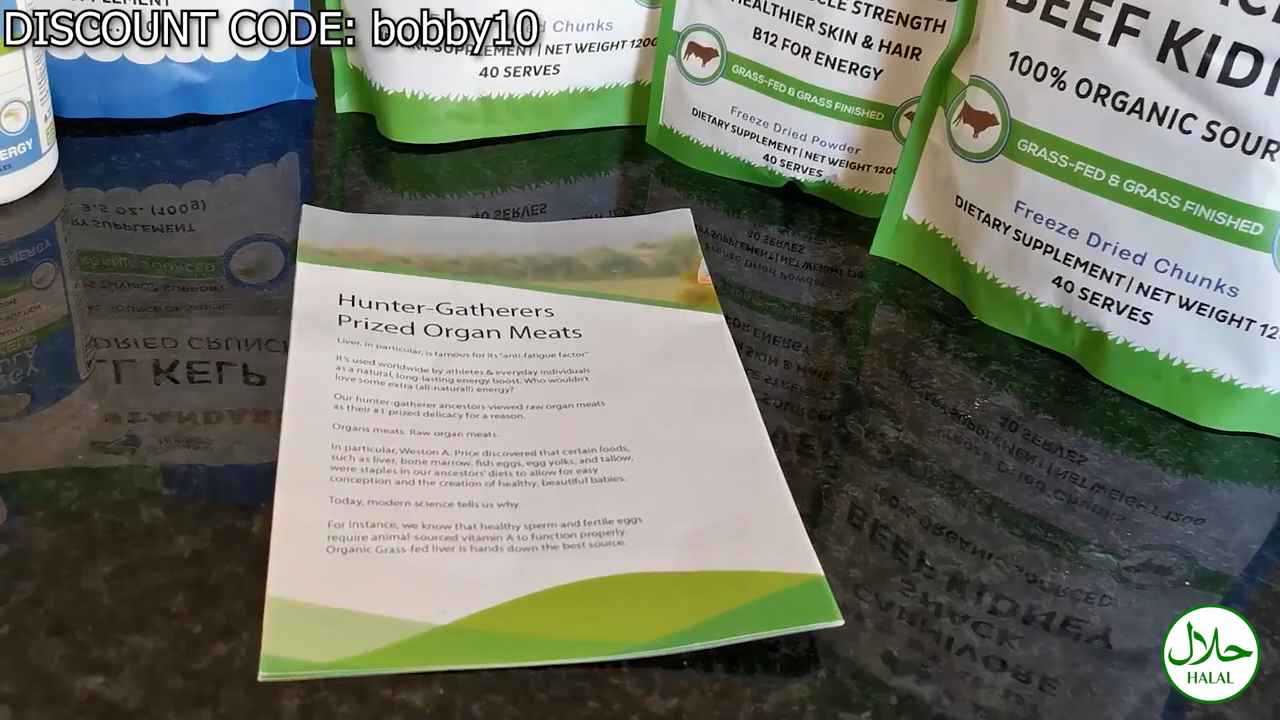 DISCOUNT CODE: bobby10
ERGY
Chunks
SUPPLEMENT | NET WEIGHT 120G
40 SERVES
STRENGTH
HEALTHIER SKIN & HAIR
B12 FOR ENERGY
GRASS-FED & GRASS FINISHED
Freeze Dried Powder
DIETARY SUPPLEMENT | NET WEIGHT 120G
40 SERVES
BEEF KID
100% ORGANIC SOUR
GRASS-FED & GRASS FINISHED
Freeze Dried Chunks
DIETARY SUPPLEMENT | NET WEIGHT 12
40 SERVES
Hunter-Gatherers
Prized Organ Meats
Liver, in particular, is famous for its "anti-fatigue factor"
It's used worldwide by athletes & everyday individuals
as a natural, long-lasting energy boost. Who wouldn't
love some extra (all-natural!) energy?
Our hunter-gatherer ancestors viewed raw organ meats
as their #1 prized delicacy for a reason.
Organs meats. Raw organ meats.
In particular, Weston A. Price discovered that certain foods,
such as liver, bone marrow, fish eggs, egg yolks, and tallow,
were staples in our ancestors' diets to allow for easy
conception and the creation of healthy, beautiful babies.
Today, modern science tells us why.
For instance, we know that healthy sperm and fertile eggs
require animal-sourced vitamin A to function properly.
Organic Grass-fed liver is hands down the best source.
حلال
HALAL